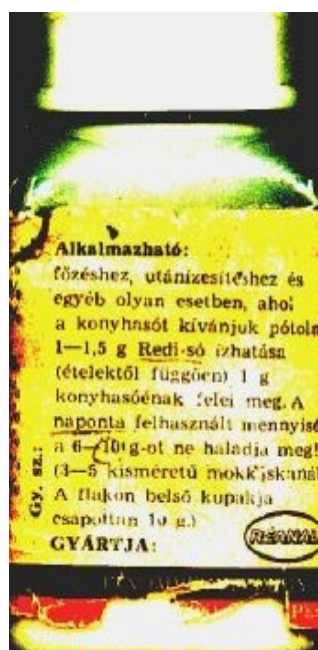 Alkalmazható:
főzéshez, utánízesítéshez és
egyéb olyan esetben, ahol
a konyhasót kívánjuk pótoln
1—1,5 g Redi-só ízhatása
(ételektől függően) 1 g
konyhasóénak felel meg. A
naponta felhasznált mennyisé
a 6—10 g-ot ne haladja meg!
(3—5 kisméretű mokkáskanál
A flakon belső kupakja
csapottan 10 g.)
GYÁRTJA:
Gy. sz.:
REANAL